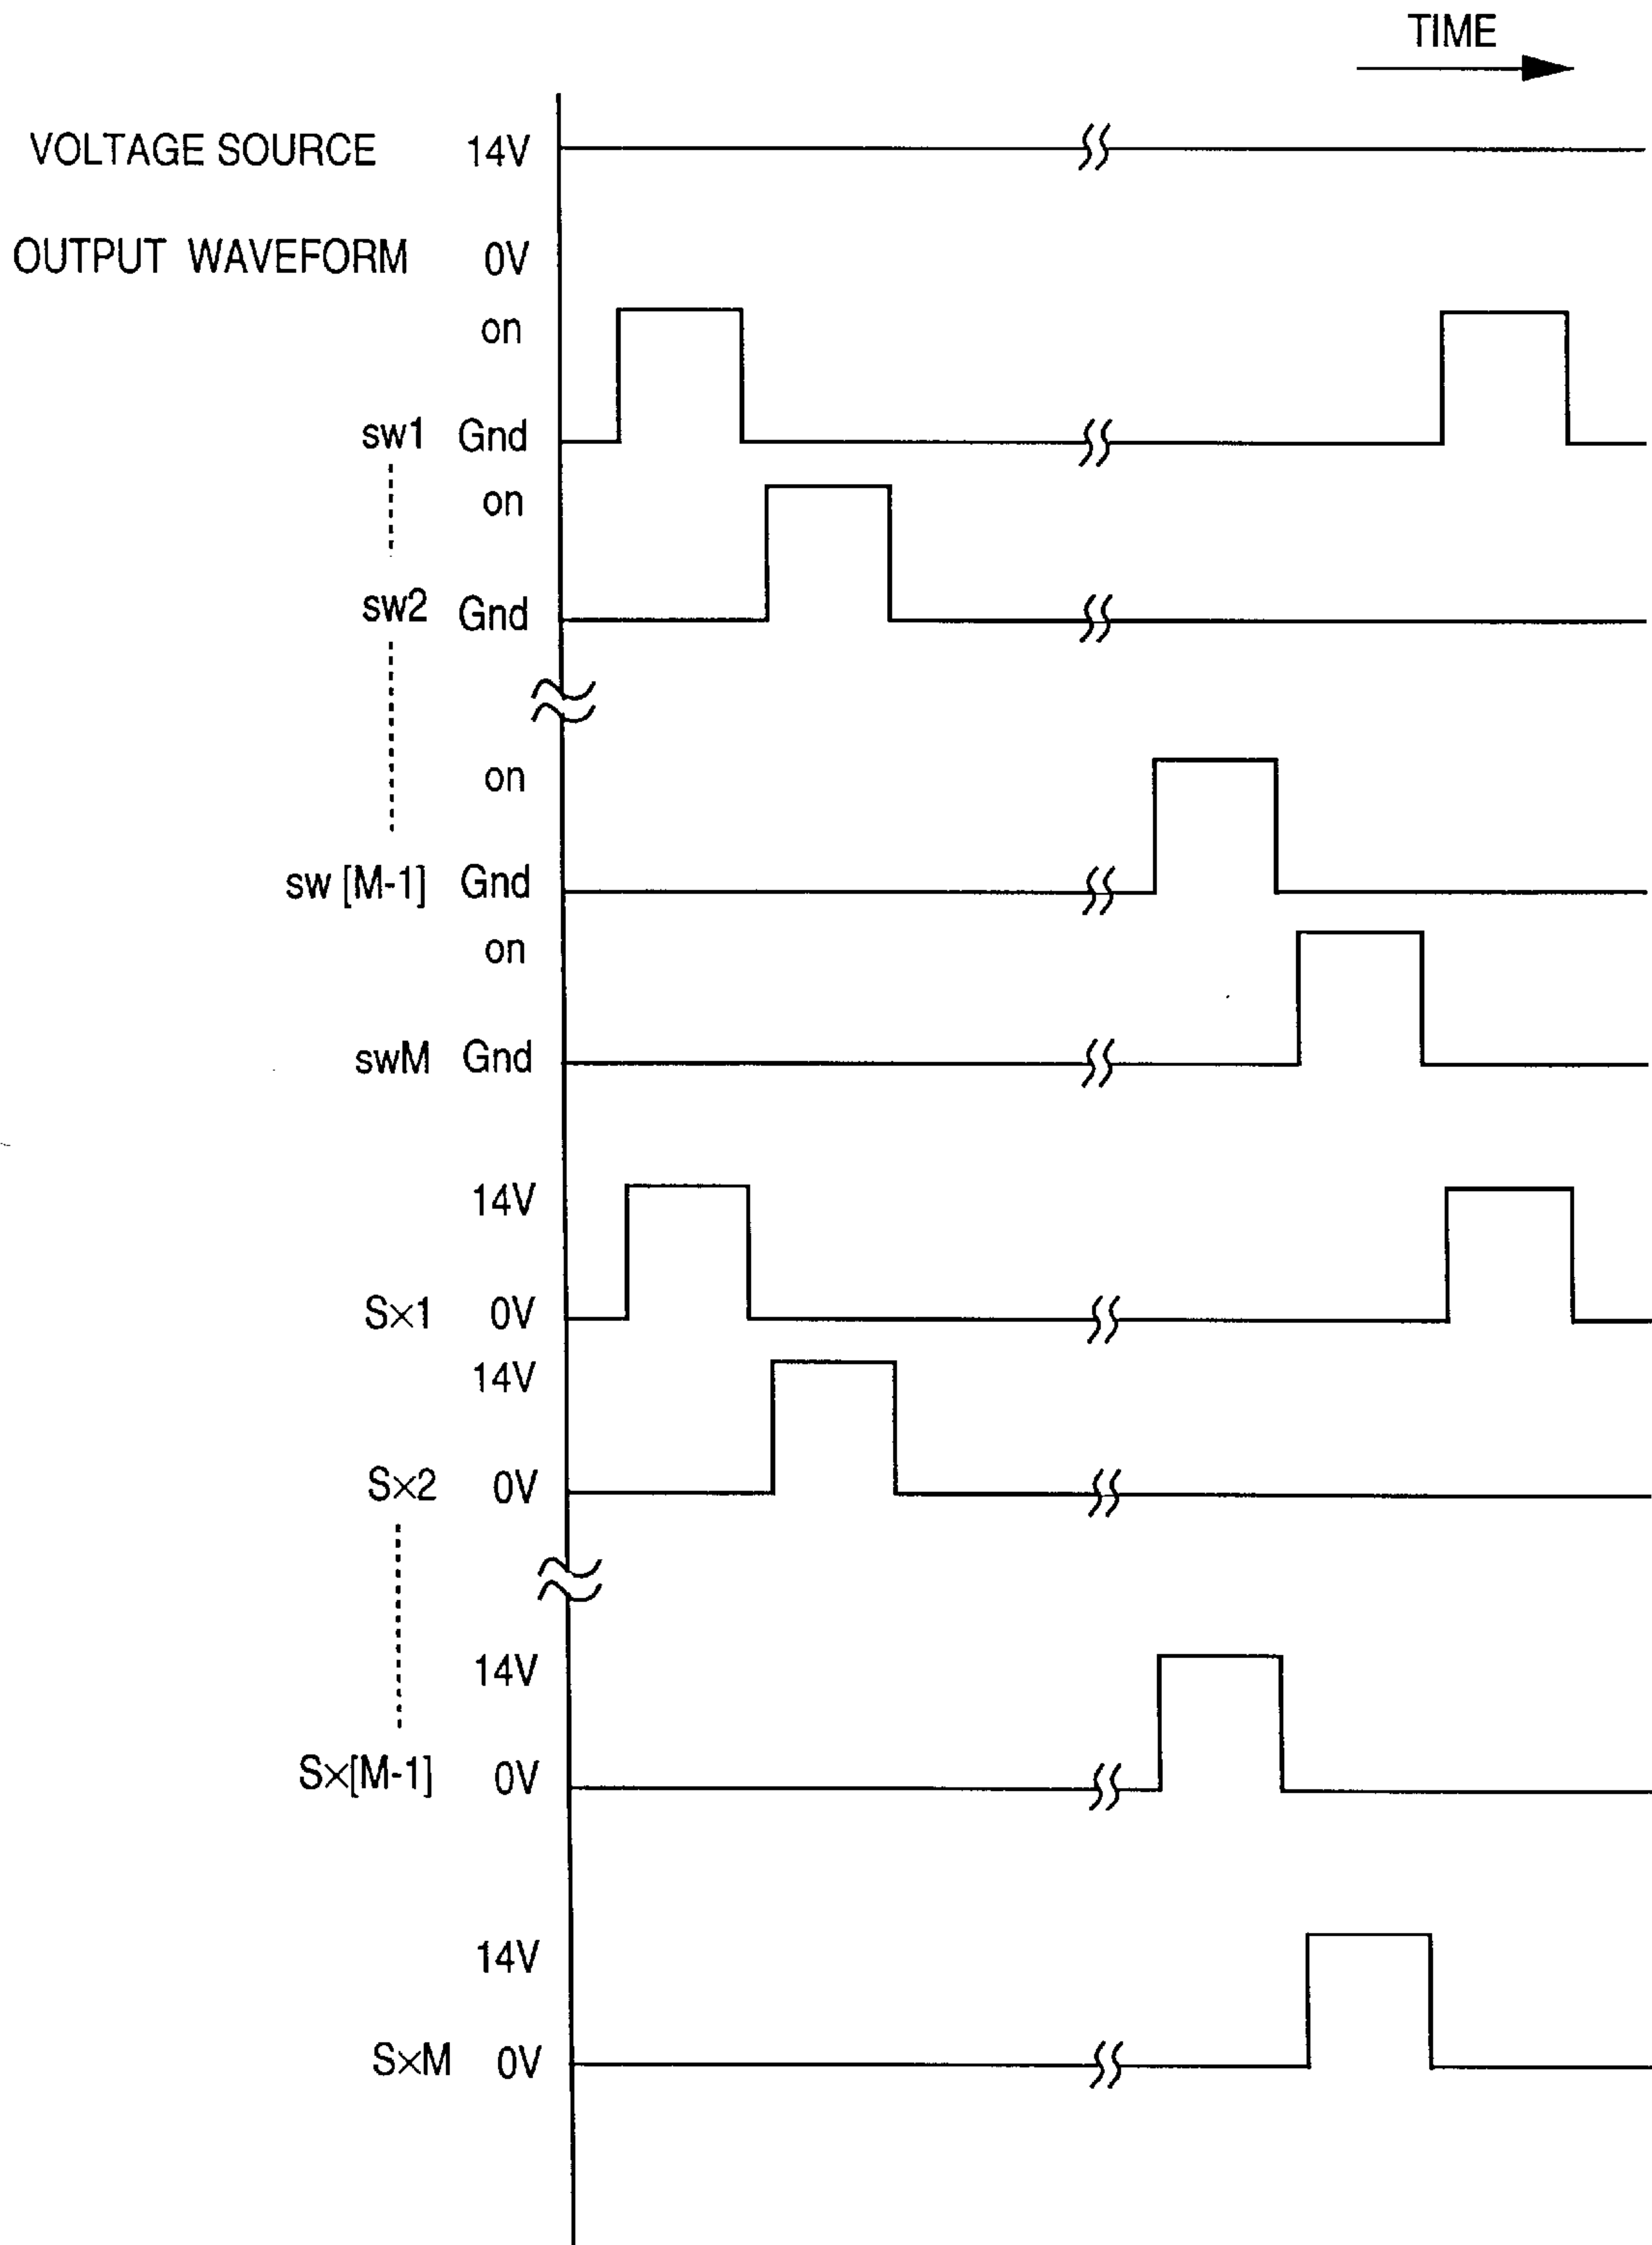 TIME
VOLTAGE SOURCE 14V
OUTPUT WAVEFORM 0V
on
sw1 Gnd
on
sw2 Gnd
on
sw [M-1] Gnd
on
swM Gnd
14V
S×1 0V
14V
S×2 0V
14V
S×[M-1] 0V
14V
S×M 0V